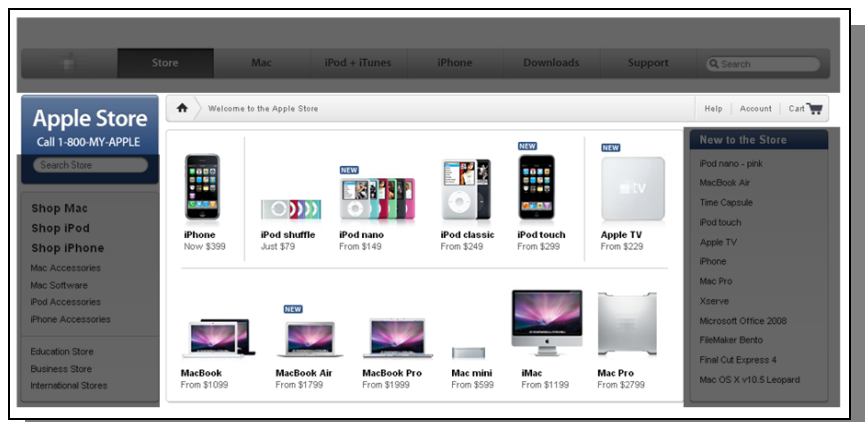 Store Mac iPod + iTunes iPhone Downloads Support Search
Apple Store
Call 1-800-MY-APPLE
Search Store
Shop Mac
Shop iPod
Shop iPhone
Mac Accessories
Mac Software
iPod Accessories
iPhone Accessories
Education Store
Business Store
International Stores
Welcome to the Apple Store Help Account Cart
NEW NEW NEW
tv
iPhone iPod shuffle iPod nano iPod classic iPod touch Apple TV
Now $399 Just $79 From $149 From $249 From $299 From $229
NEW
MacBook MacBook Air MacBook Pro Mac mini iMac Mac Pro
From $1099 From $1799 From $1999 From $599 From $1199 From $2799
New to the Store
iPod nano - pink
MacBook Air
Time Capsule
iPod touch
Apple TV
iPhone
Mac Pro
Xserve
Microsoft Office 2008
FileMaker Bento
Final Cut Express 4
Mac OS X v10.5 Leopard